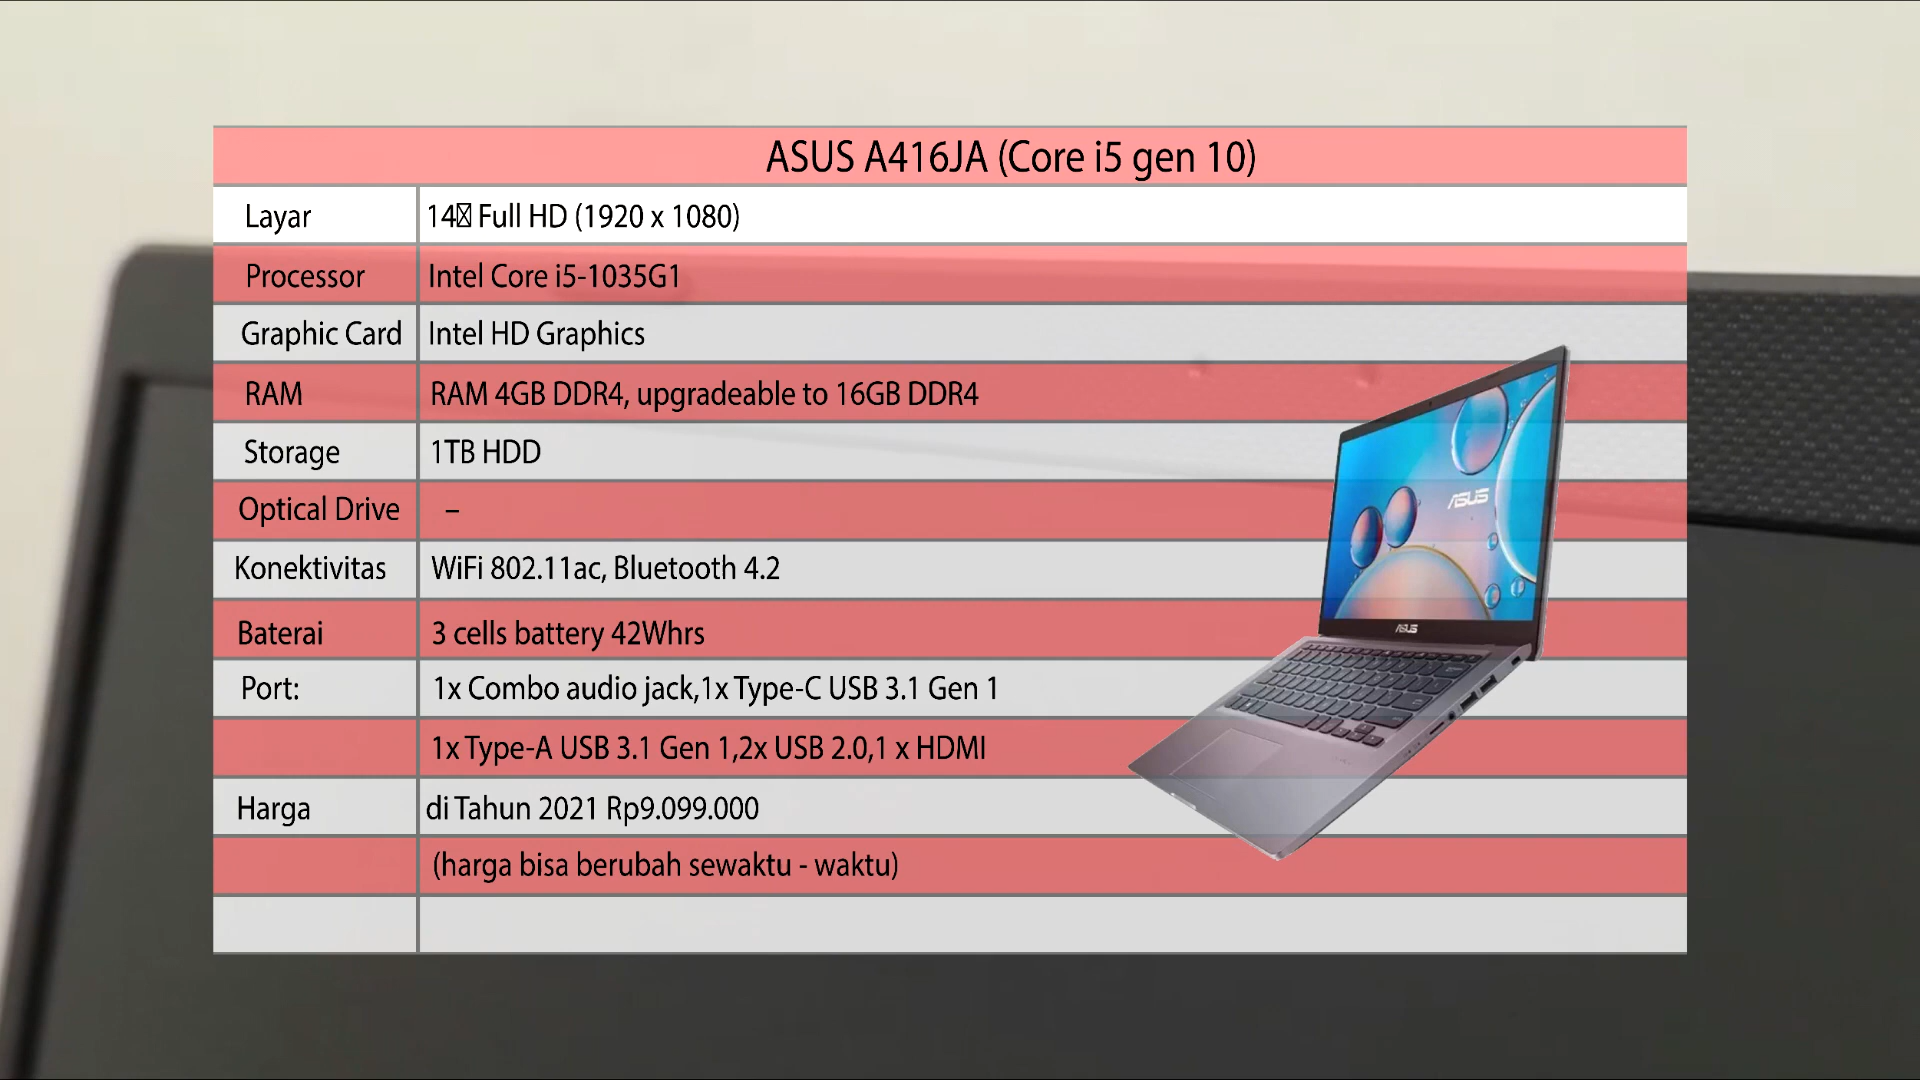 ASUS A416JA (Core i5 gen 10)
Layar 14 Full HD (1920 x 1080)
Processor Intel Core i5-1035G1
Graphic Card Intel HD Graphics
RAM RAM 4GB DDR4, upgradeable to 16GB DDR4
Storage 1TB HDD
Optical Drive –
Konektivitas WiFi 802.11ac, Bluetooth 4.2
Baterai 3 cells battery 42Whrs
Port: 1x Combo audio jack,1x Type-C USB 3.1 Gen 1
1x Type-A USB 3.1 Gen 1,2x USB 2.0,1 x HDMI
Harga di Tahun 2021 Rp9.099.000
(harga bisa berubah sewaktu - waktu)
ASUS
ASUS